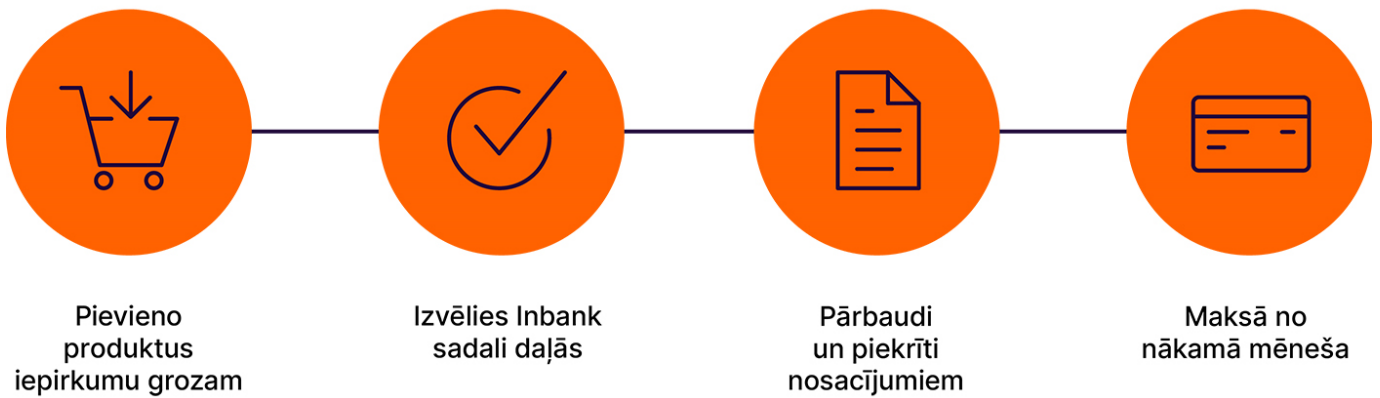 Pievieno
produktus
iepirkumu grozam
Izvēlies Inbank
sadali daļās
Pārbaudi
un piekrīti
nosacījumiem
Maksā no
nākamā mēneša